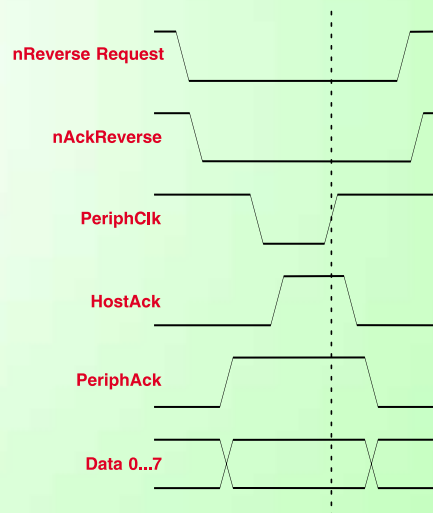 nReverse Request
nAckReverse
PeriphClk
HostAck
PeriphAck
Data 0...7